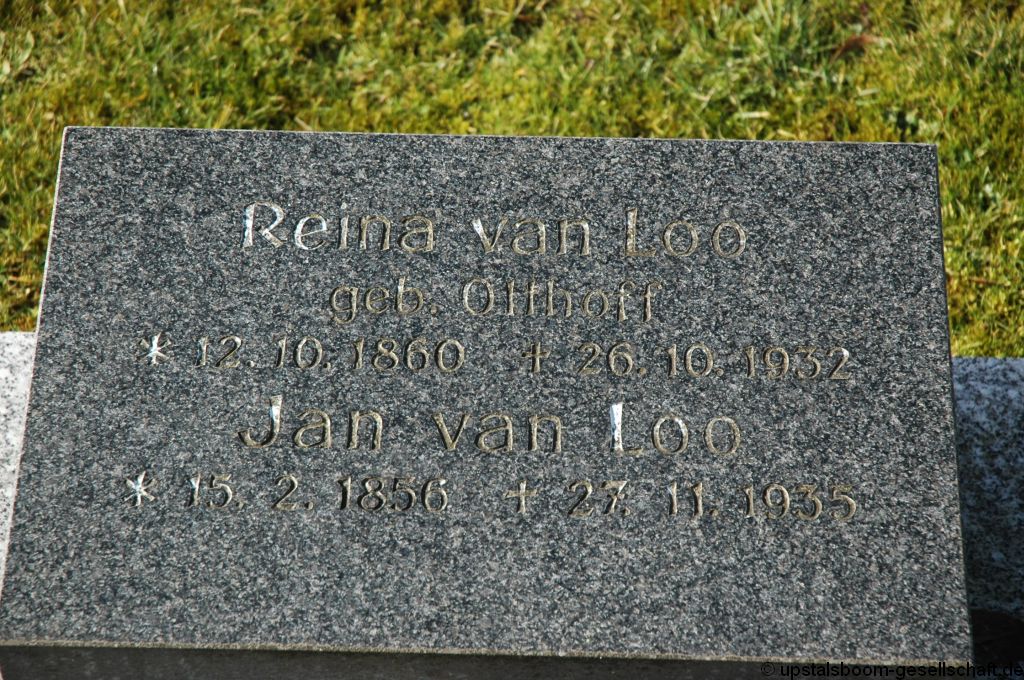 Reina van Loo
geb. Otthoff
* 12. 10. 1860 † 26. 10. 1932
Jan van Loo
* 15. 2. 1856 † 27. 11. 1935
© upstalsboom-gesellschaft.de